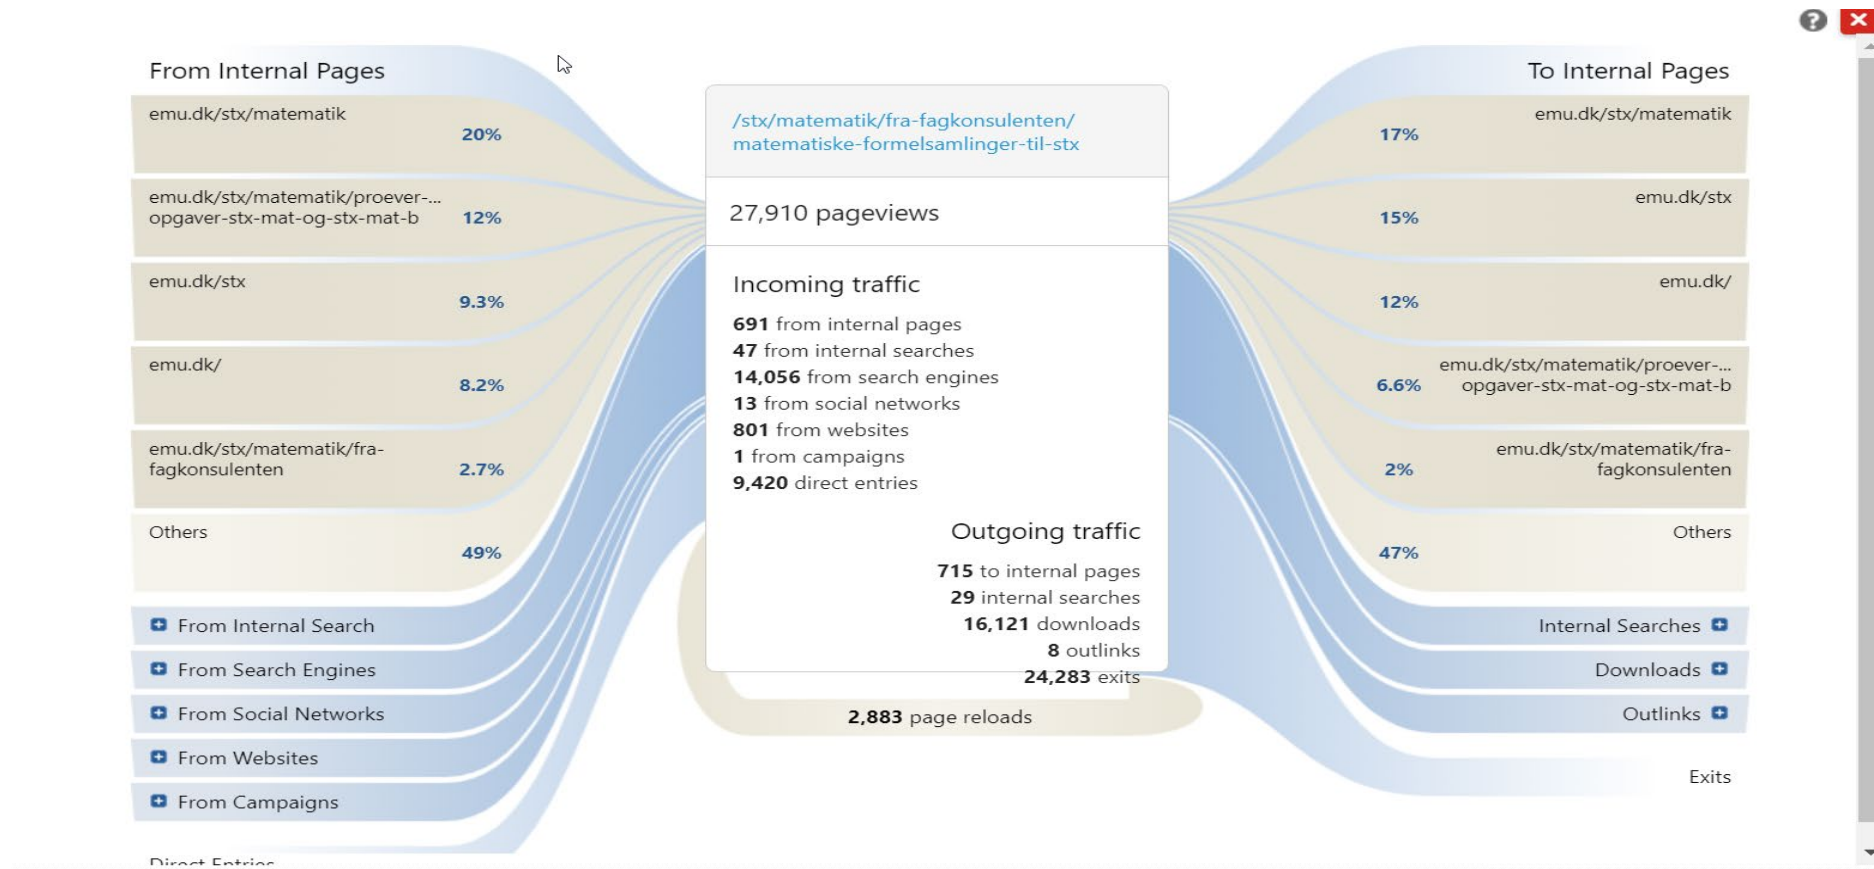 From Internal Pages
emu.dk/stx/matematik
20%
emu.dk/stx/matematik/proever-...
opgaver-stx-mat-og-stx-mat-b
12%
emu.dk/stx
9.3%
emu.dk/
8.2%
emu.dk/stx/matematik/fra-
fagkonsulenten
2.7%
Others
49%
From Internal Search
From Search Engines
From Social Networks
From Websites
From Campaigns
Direct Entries
/stx/matematik/fra-fagkonsulenten/
matematiske-formelsamlinger-til-stx
27,910 pageviews
Incoming traffic
691 from internal pages
47 from internal searches
14,056 from search engines
13 from social networks
801 from websites
1 from campaigns
9,420 direct entries
Outgoing traffic
715 to internal pages
29 internal searches
16,121 downloads
8 outlinks
24,283 exits
2,883 page reloads
To Internal Pages
emu.dk/stx/matematik
17%
emu.dk/stx
15%
emu.dk/
12%
emu.dk/stx/matematik/proever-...
opgaver-stx-mat-og-stx-mat-b
6.6%
emu.dk/stx/matematik/fra-
fagkonsulenten
2%
Others
47%
Internal Searches
Downloads
Outlinks
Exits